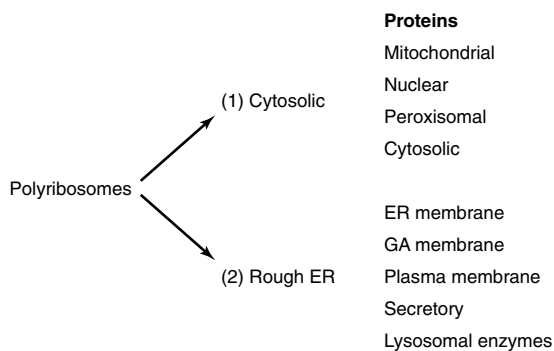 Proteins
Mitochondrial
Nuclear
(1) Cytosolic
Peroxisomal
Cytosolic
Polyribosomes
ER membrane
GA membrane
(2) Rough ER
Plasma membrane
Secretory
Lysosomal enzymes